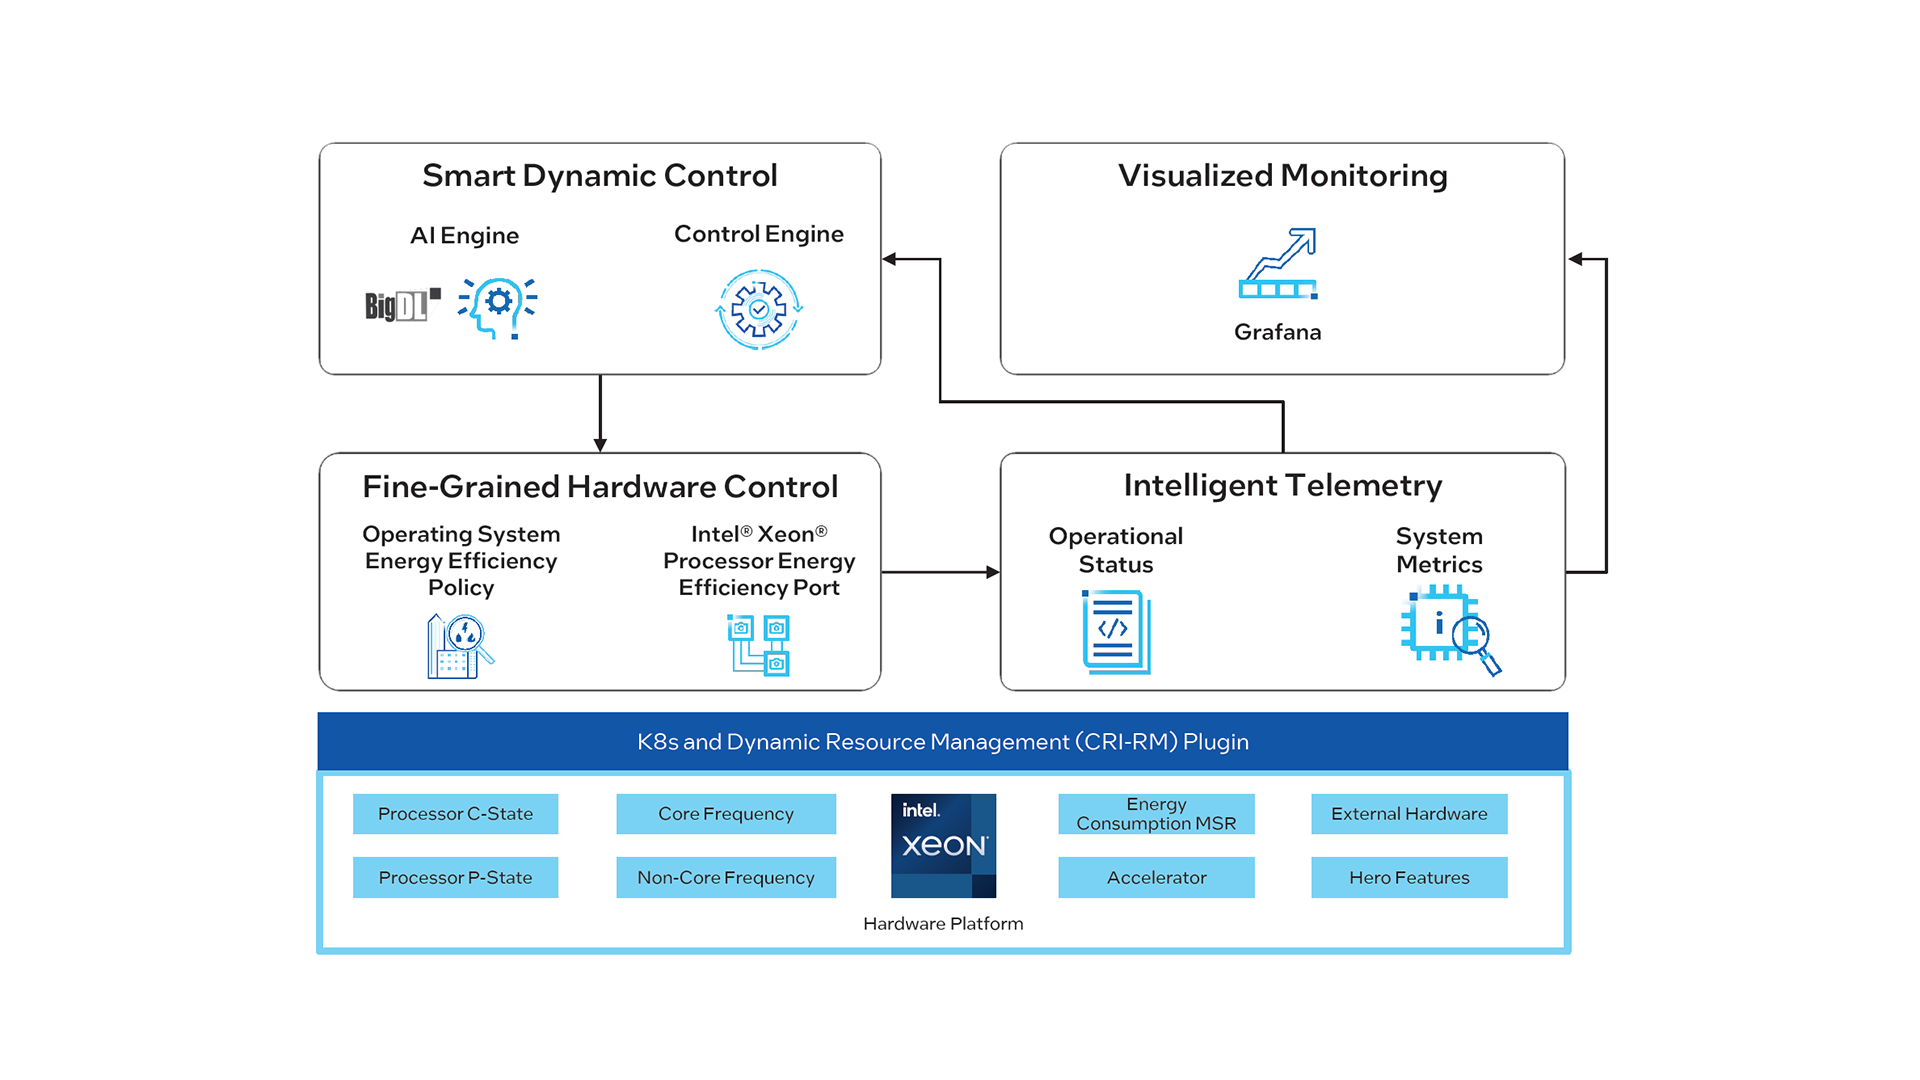 Smart Dynamic Control
AI Engine
Control Engine
BigDL
Visualized Monitoring
Grafana
Fine-Grained Hardware Control
Operating System
Energy Efficiency
Policy
Intel® Xeon®
Processor Energy
Efficiency Port
Intelligent Telemetry
Operational
Status
</>
System
Metrics
i
K8s and Dynamic Resource Management (CRI-RM) Plugin
Processor C-State
Core Frequency
intel.
xeon
Energy
Consumption MSR
External Hardware
Processor P-State
Non-Core Frequency
Accelerator
Hero Features
Hardware Platform